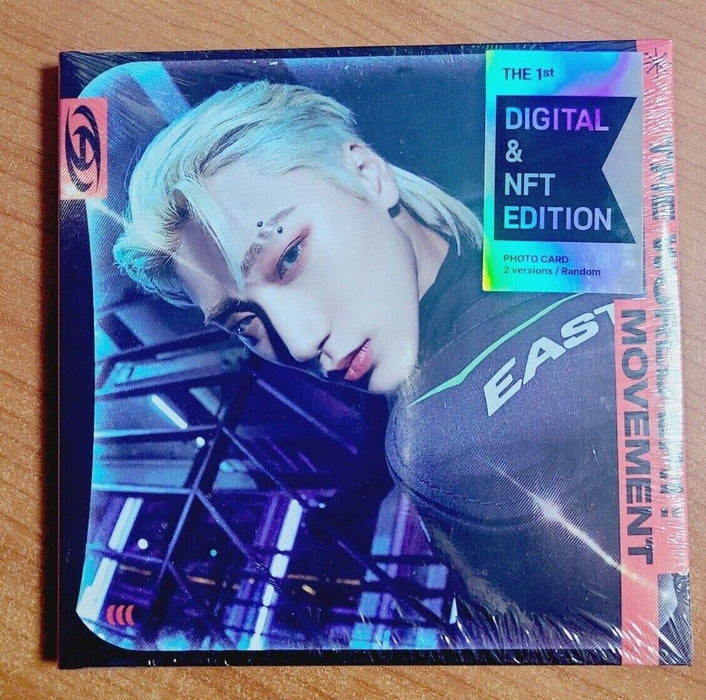 THE 1st
DIGITAL
&
NFT
EDITION
PHOTO CARD
2 versions / Random
EAST
MOVEMENT